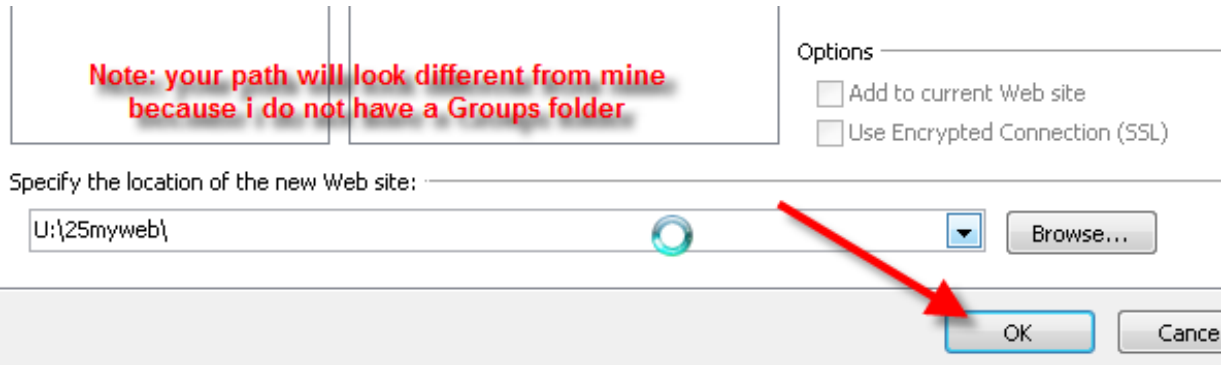 Note: your path will look different from mine
because i do not have a Groups folder
Options
Add to current Web site
Use Encrypted Connection (SSL)
Specify the location of the new Web site:
U:\25myweb\
Browse...
OK
Cance